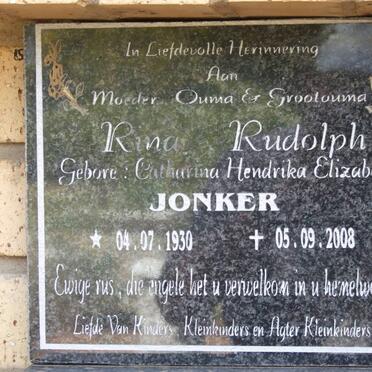 In Liefdevolle Herinnering
Aan
Moeder Ouma & Grootouma
Rina Rudolph
Gebore : Catharina Hendrika Elizabe
JONKER
★ 04.07.1930 ✝ 05.09.2008
Ewige rus, die engele het u verwelkom in u hemelw
Liefde Van Kinders, Kleinkinders en Agter Kleinkinders